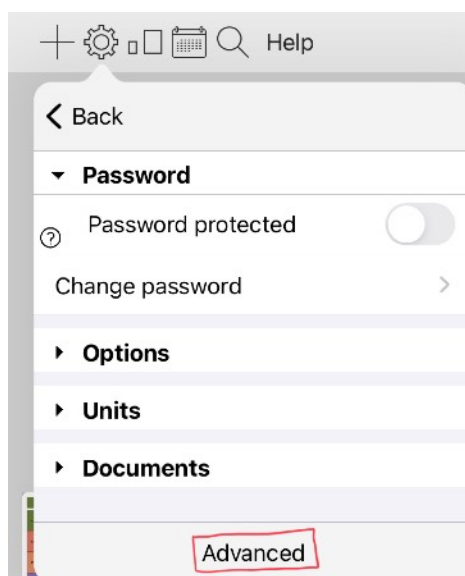 Help
Back
Password
Password protected
Change password
Options
Units
Documents
Advanced